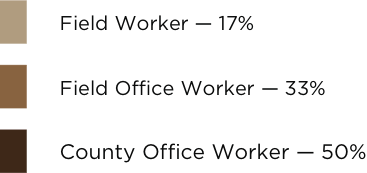 Field Worker — 17%
Field Office Worker — 33%
County Office Worker — 50%